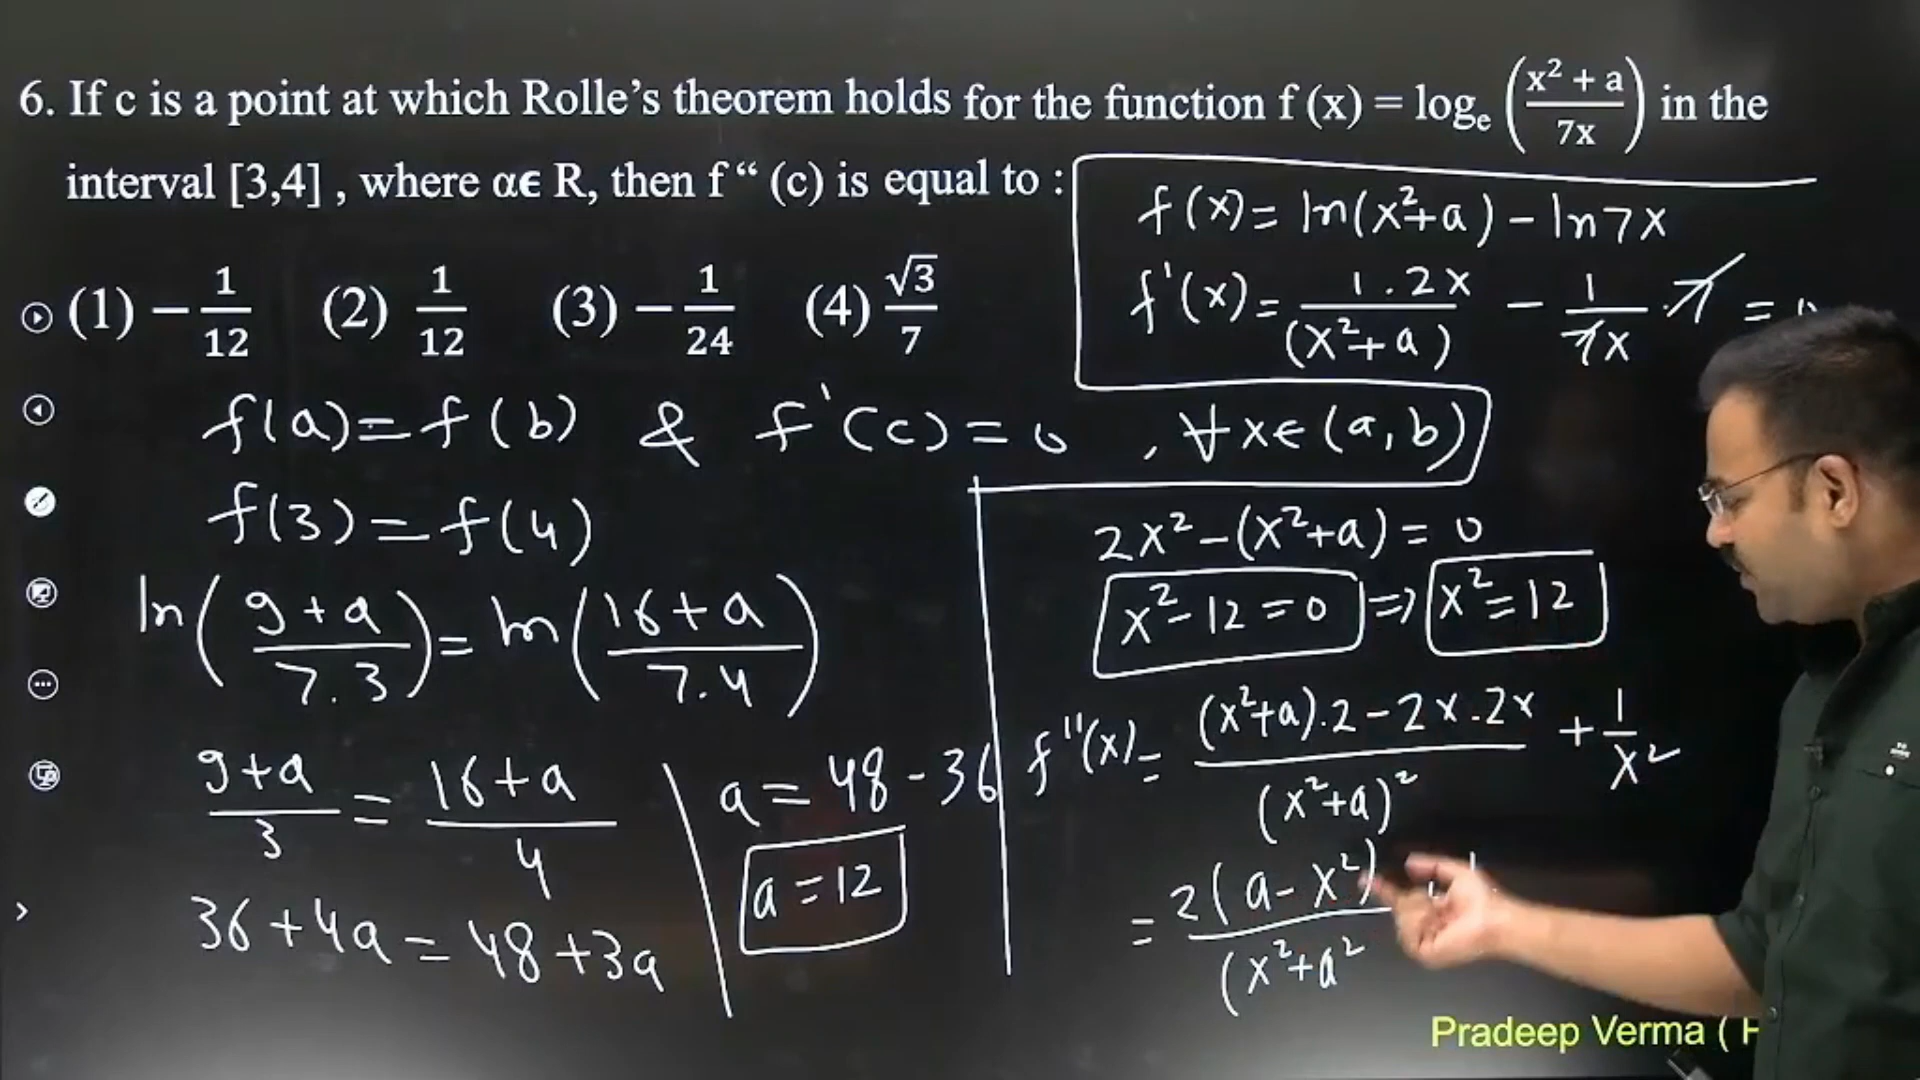 6. If c is a point at which Rolle’s theorem holds for the function f (x) = logₑ ((x² + a)/7x) in the
interval [3,4] , where αϵ R, then f “ (c) is equal to :
(1) − 1/12 (2) 1/12 (3) − 1/24 (4) √3/7
f(x) = ln(x²+a) − ln7x
f'(x) = 1.2x/(x²+a) − 1/7x . 7 =
f(a) = f(b) & f'(c) = 0 , ∀x∈(a,b)
f(3) = f(4)
ln((9+a)/7.3) = ln((16+a)/7.4)
(9+a)/3 = (16+a)/4
36+4a = 48+3a
a = 48-36
a = 12
2x² − (x²+a) = 0
x²-12 = 0 => x² = 12
f''(x) = ((x²+a).2 − 2x.2x)/(x²+a)² + 1/x²
= 2(a-x²)/(x²+a²
Pradeep Verma (